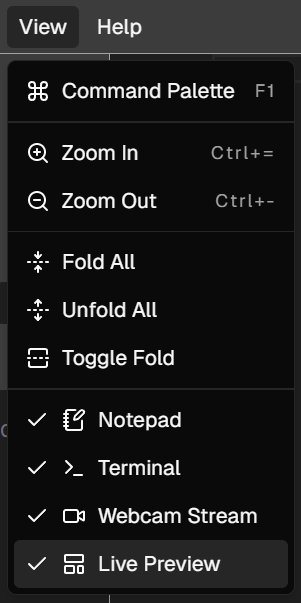 View Help
Command Palette F1
Zoom In Ctrl+=
Zoom Out Ctrl+-
Fold All
Unfold All
Toggle Fold
Notepad
Terminal
Webcam Stream
Live Preview